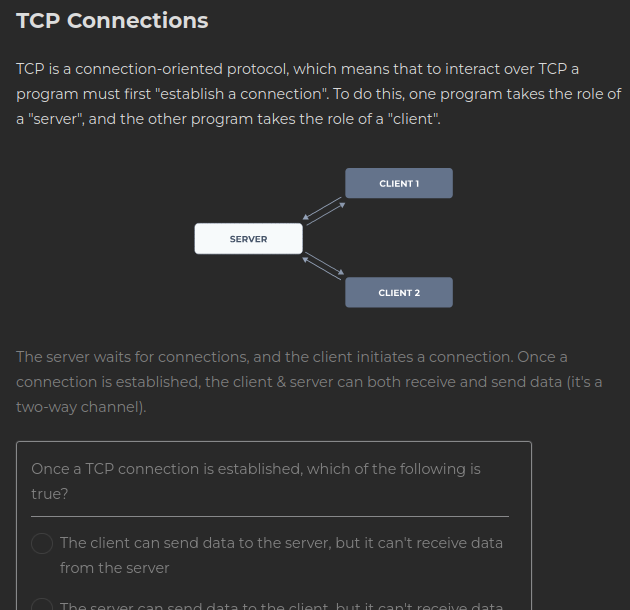 TCP Connections
TCP is a connection-oriented protocol, which means that to interact over TCP a
program must first "establish a connection". To do this, one program takes the role of
a "server", and the other program takes the role of a "client".
CLIENT 1
SERVER
CLIENT 2
The server waits for connections, and the client initiates a connection. Once a
connection is established, the client & server can both receive and send data (it's a
two-way channel).
Once a TCP connection is established, which of the following is
true?
The client can send data to the server, but it can't receive data
from the server
The server can send data to the client, but it can't receive data